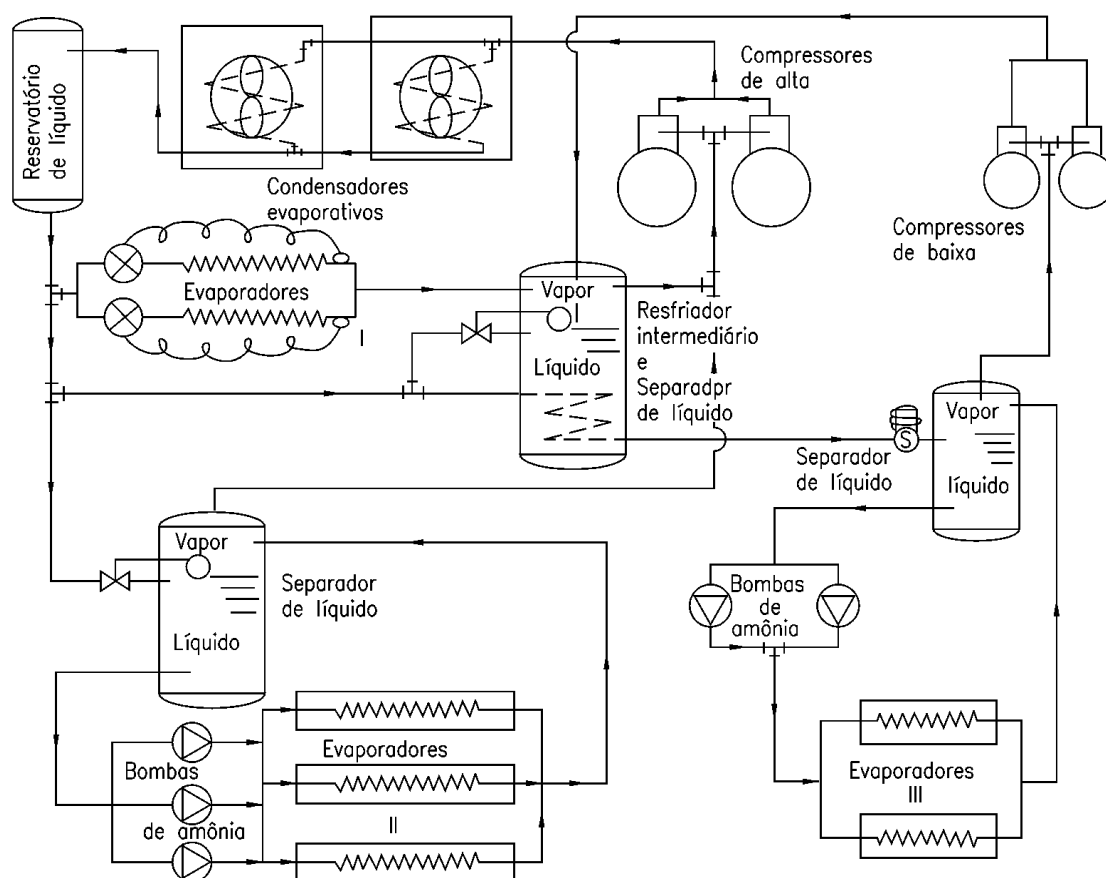 Reservatório
de líquido
Condensadores
evaporativos
Compressores
de alta
Compressores
de baixa
Evaporadores
I
Vapor
Líquido
Resfriador
intermediário
e
Separadpr
de líquido
Separador
de líquido
S
Vapor
líquido
Vapor
Líquido
Separador
de líquido
Bombas
de amônia
Evaporadores
II
Bombas
de
amônia
Evaporadores
III